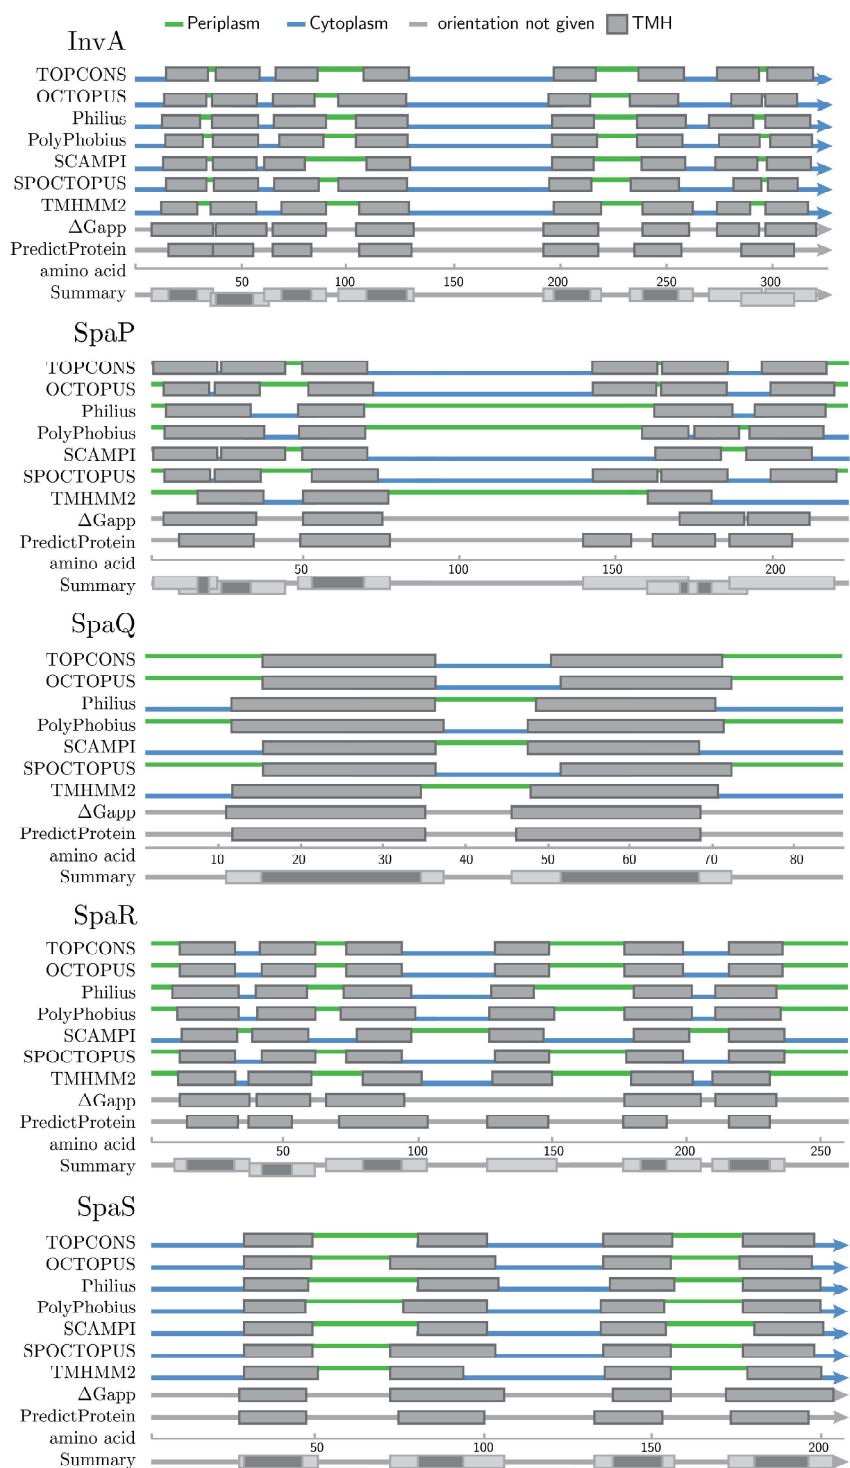 Periplasm Cytoplasm orientation not given TMH
InvA
TOPCONS
OCTOPUS
Philius
PolyPhobius
SCAMPI
SPOCTOPUS
TMHMM2
ΔGapp
PredictProtein
amino acid 50 100 150 200 250 300
Summary
SpaP
TOPCONS
OCTOPUS
Philius
PolyPhobius
SCAMPI
SPOCTOPUS
TMHMM2
ΔGapp
PredictProtein
amino acid 50 100 150 200
Summary
SpaQ
TOPCONS
OCTOPUS
Philius
PolyPhobius
SCAMPI
SPOCTOPUS
TMHMM2
ΔGapp
PredictProtein
amino acid 10 20 30 40 50 60 70 80
Summary
SpaR
TOPCONS
OCTOPUS
Philius
PolyPhobius
SCAMPI
SPOCTOPUS
TMHMM2
ΔGapp
PredictProtein
amino acid 50 100 150 200 250
Summary
SpaS
TOPCONS
OCTOPUS
Philius
PolyPhobius
SCAMPI
SPOCTOPUS
TMHMM2
ΔGapp
PredictProtein
amino acid 50 100 150 200
Summary